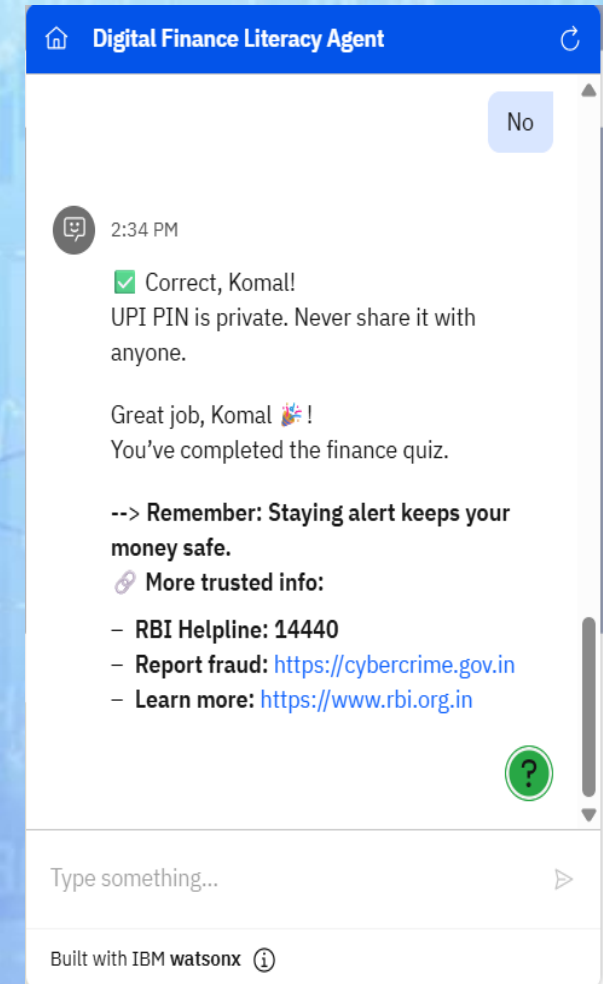 Digital Finance Literacy Agent
No
2:34 PM
✅ Correct, Komal!
UPI PIN is private. Never share it with
anyone.
Great job, Komal 🎉!
You’ve completed the finance quiz.
--> Remember: Staying alert keeps your
money safe.
🔗 More trusted info:
– RBI Helpline: 14440
– Report fraud: https://cybercrime.gov.in
– Learn more: https://www.rbi.org.in
?
Type something...
Built with IBM watsonx